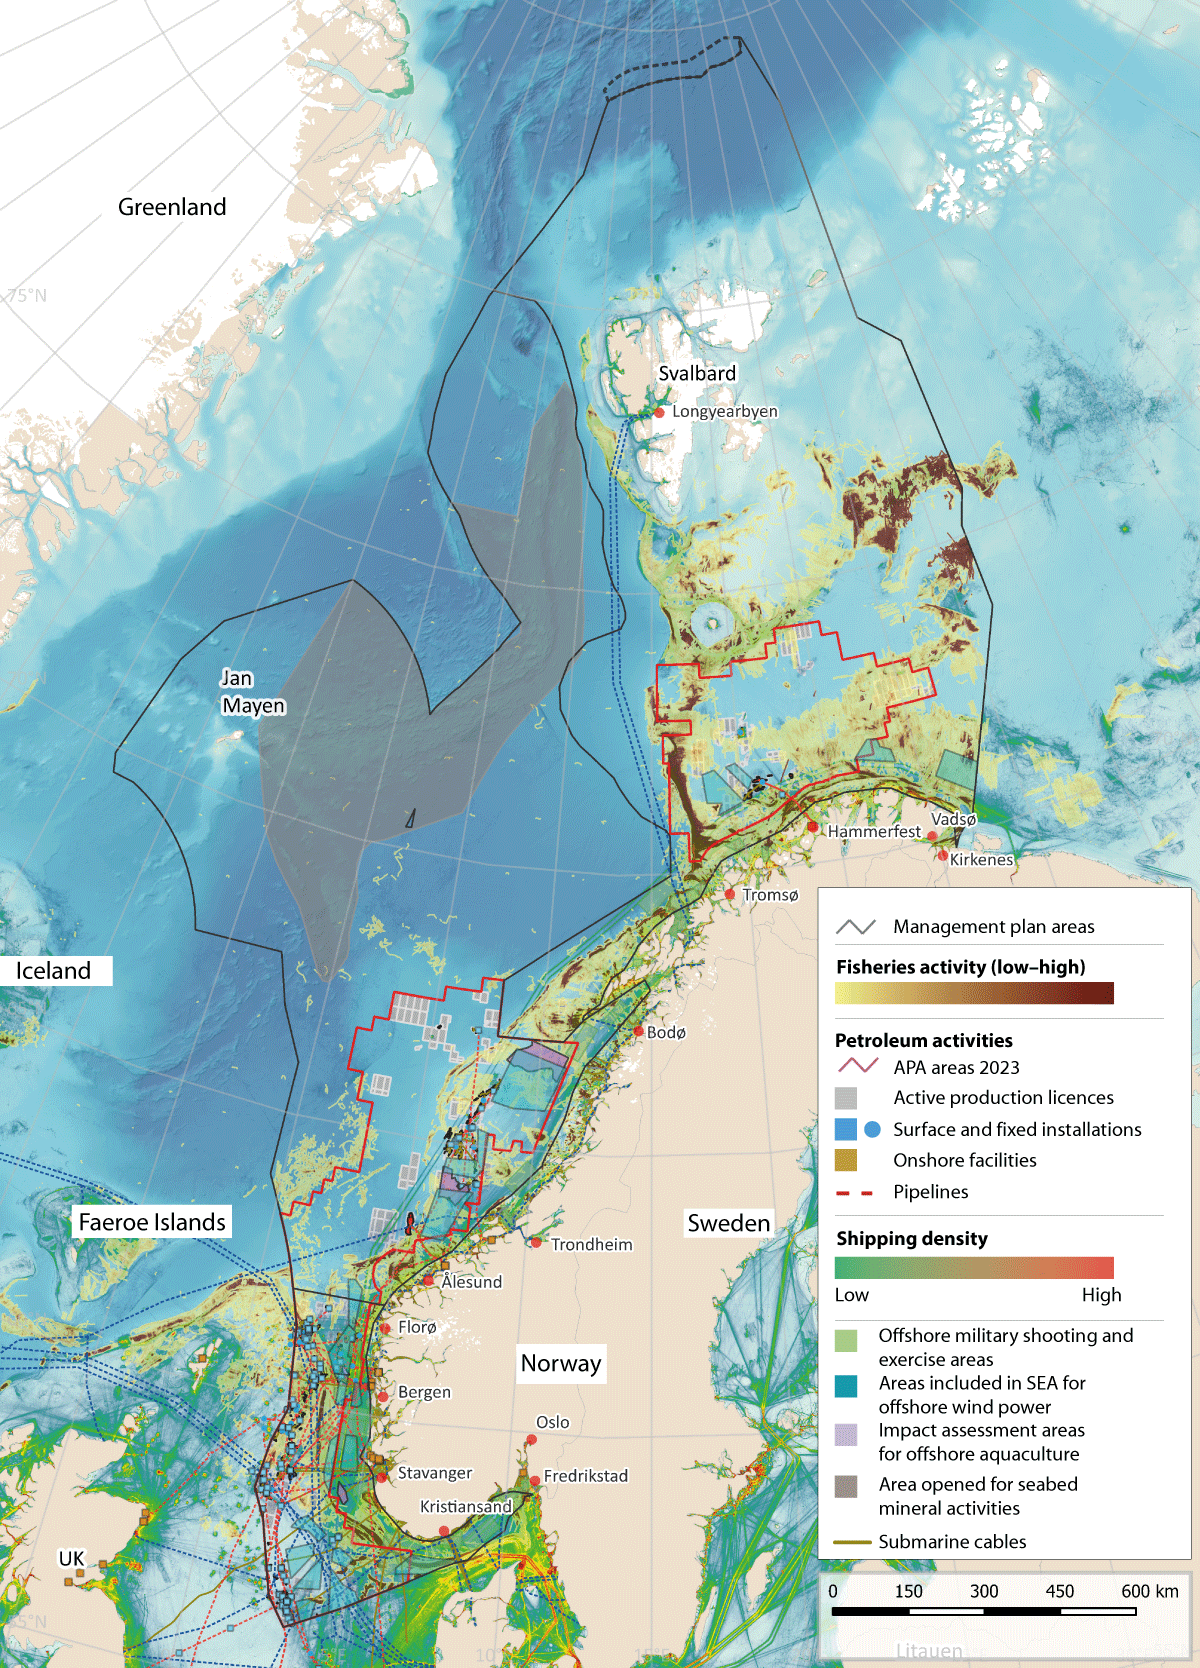 Greenland
75°N
Svalbard
Longyearbyen
Jan
Mayen
Hammerfest
Vadsø
Kirkenes
Tromsø
Iceland
Bodø
Faeroe Islands
Sweden
Trondheim
Ålesund
Florø
Norway
Bergen
Oslo
Stavanger
Fredrikstad
Kristiansand
UK
Management plan areas
Fisheries activity (low–high)
Petroleum activities
APA areas 2023
Active production licences
Surface and fixed installations
Onshore facilities
Pipelines
Shipping density
Low
High
Offshore military shooting and
exercise areas
Areas included in SEA for
offshore wind power
Impact assessment areas
for offshore aquaculture
Area opened for seabed
mineral activities
Submarine cables
0 150 300 450 600 km
Litauen